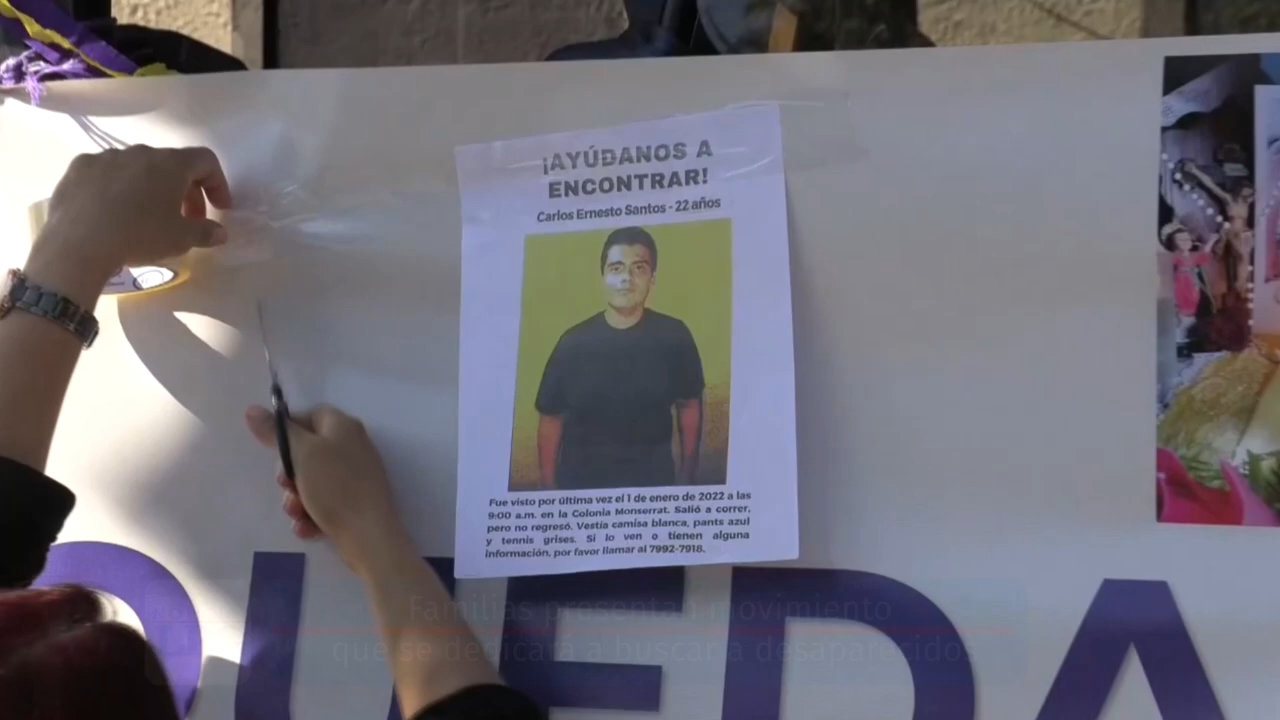 ¡AYÚDANOS A
ENCONTRAR!
Carlos Ernesto Santos - 22 años
Fue visto por última vez el 1 de enero de 2022 a las
9:00 a.m. en la Colonia Monserrat. Salió a correr,
pero no regresó. Vestía camisa blanca, pants azul
y tennis grises. Si lo ven o tienen alguna
información, por favor llamar al 7992-7918.
Familias presentan movimiento
que se dedicará a buscar a desaparecidos
QUEDA